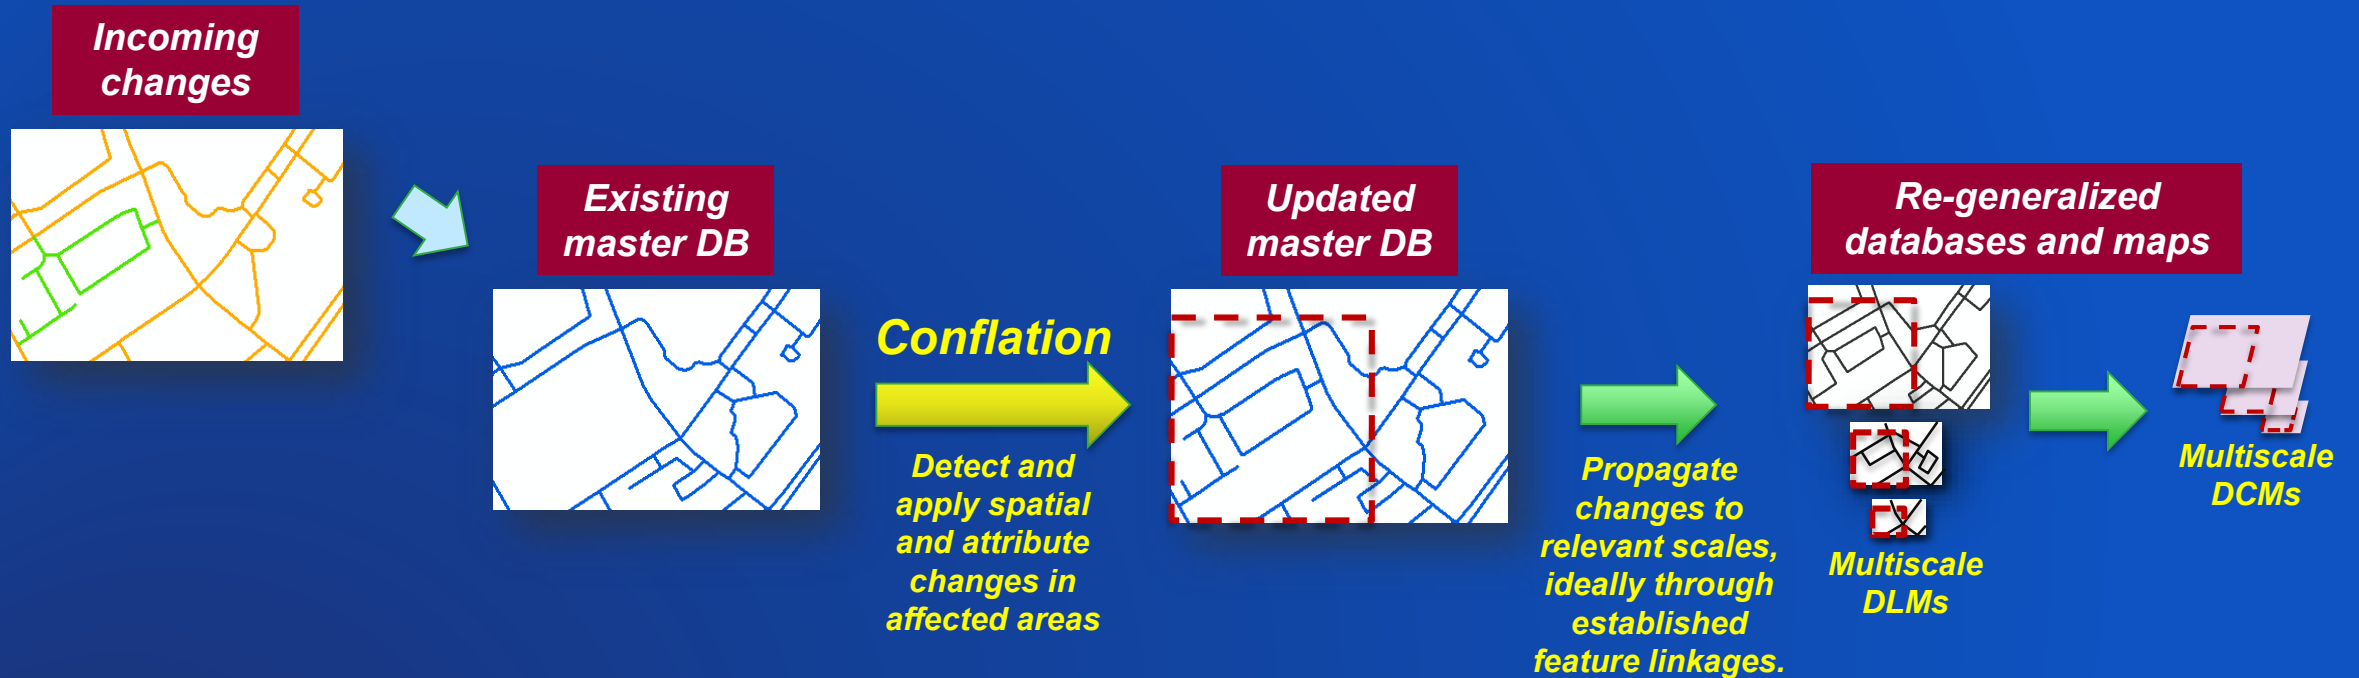 Incoming
changes
Existing
master DB
Conflation
Detect and
apply spatial
and attribute
changes in
affected areas
Updated
master DB
Propagate
changes to
relevant scales,
ideally through
established
feature linkages.
Re-generalized
databases and maps
Multiscale
DLMs
Multiscale
DCMs